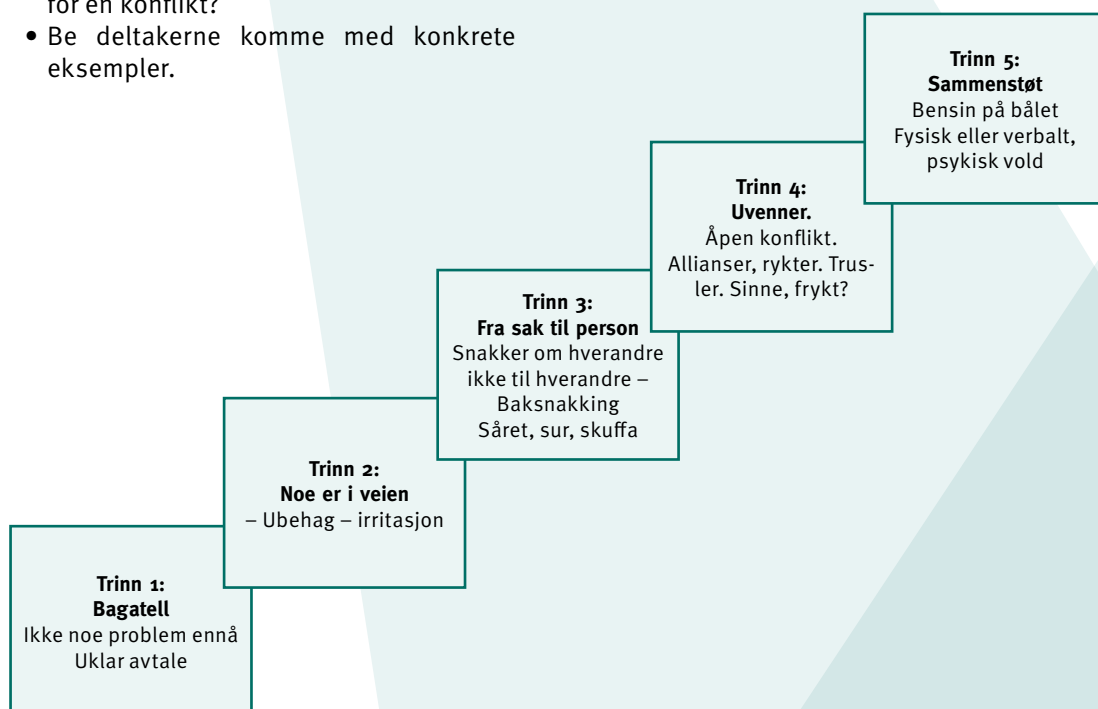 for en konflikt?
• Be deltakerne komme med konkrete
eksempler.
Trinn 5:
Sammenstøt
Bensin på bålet
Fysisk eller verbalt,
psykisk vold
Trinn 4:
Uvenner.
Åpen konflikt.
Allianser, rykter. Trus-
ler. Sinne, frykt?
Trinn 3:
Fra sak til person
Snakker om hverandre
ikke til hverandre –
Baksnakking
Såret, sur, skuffa
Trinn 2:
Noe er i veien
– Ubehag – irritasjon
Trinn 1:
Bagatell
Ikke noe problem ennå
Uklar avtale